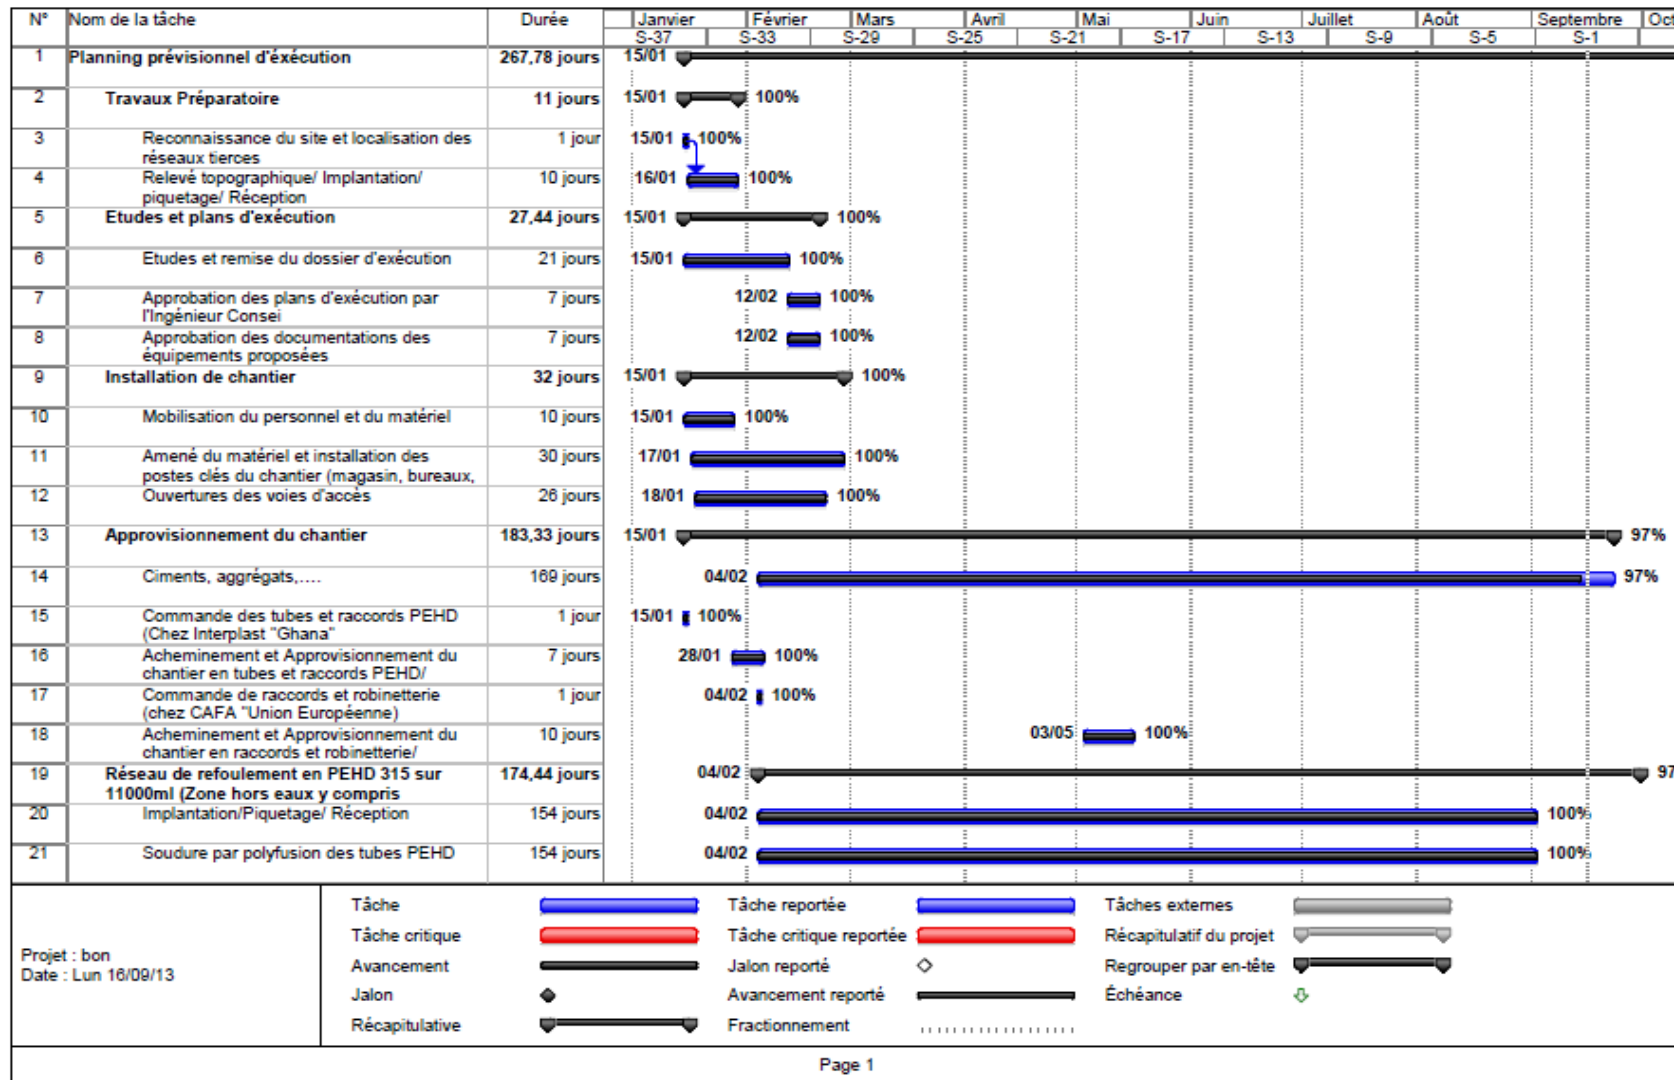 N° Nom de la tâche Durée Janvier Février Mars Avril Mai Juin Juillet Août Septembre Oct
S-37 S-33 S-29 S-25 S-21 S-17 S-13 S-9 S-5 S-1
1 Planning prévisionnel d'éxécution 267,78 jours 15/01
2 Travaux Préparatoire 11 jours 15/01 100%
3 Reconnaissance du site et localisation des 1 jour 15/01 100%
réseaux tierces
4 Relevé topographique/ Implantation/ 10 jours 16/01 100%
piquetage/ Réception
5 Etudes et plans d'exécution 27,44 jours 15/01 100%
6 Etudes et remise du dossier d'exécution 21 jours 15/01 100%
7 Approbation des plans d'exécution par 7 jours 12/02 100%
l'Ingénieur Consei
8 Approbation des documentations des 7 jours 12/02 100%
équipements proposées
9 Installation de chantier 32 jours 15/01 100%
10 Mobilisation du personnel et du matériel 10 jours 15/01 100%
11 Amené du matériel et installation des 30 jours 17/01 100%
postes clés du chantier (magasin, bureaux,
12 Ouvertures des voies d'accès 26 jours 18/01 100%
13 Approvisionnement du chantier 183,33 jours 15/01 97%
14 Ciments, aggrégats,.... 169 jours 04/02 97%
15 Commande des tubes et raccords PEHD 1 jour 15/01 100%
(Chez Interplast "Ghana"
16 Acheminement et Approvisionnement du 7 jours 28/01 100%
chantier en tubes et raccords PEHD/
17 Commande de raccords et robinetterie 1 jour 04/02 100%
(chez CAFA "Union Européenne)
18 Acheminement et Approvisionnement du 10 jours 03/05 100%
chantier en raccords et robinetterie/
19 Réseau de refoulement en PEHD 315 sur 174,44 jours 04/02 97
11000ml (Zone hors eaux y compris
20 Implantation/Piquetage/ Réception 154 jours 04/02 100%
21 Soudure par polyfusion des tubes PEHD 154 jours 04/02 100%
Projet : bon
Date : Lun 16/09/13
Tâche Tâche reportée Tâches externes
Tâche critique Tâche critique reportée Récapitulatif du projet
Avancement Jalon reporté Regrouper par en-tête
Jalon Avancement reporté Échéance
Récapitulative Fractionnement
Page 1